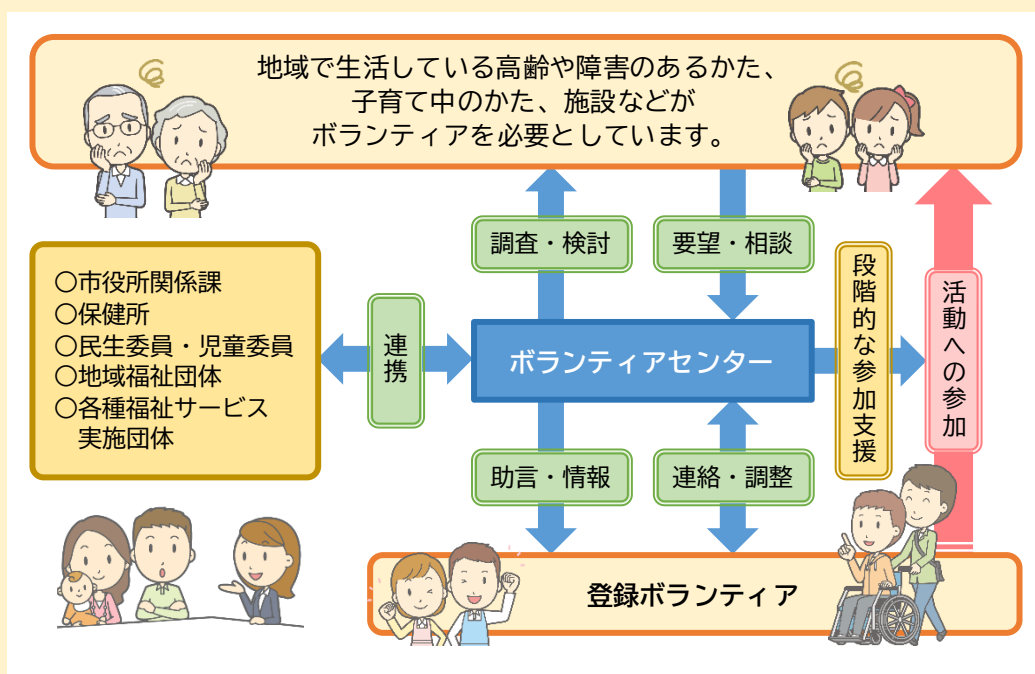 地域で生活している高齢や障害のあるかた、
子育て中のかた、施設などが
ボランティアを必要としています。
調査・検討
要望・相談
○市役所関係課
○保健所
○民生委員・児童委員
○地域福祉団体
○各種福祉サービス
実施団体
連携
ボランティアセンター
段階的な参加支援
活動への参加
助言・情報
連絡・調整
登録ボランティア